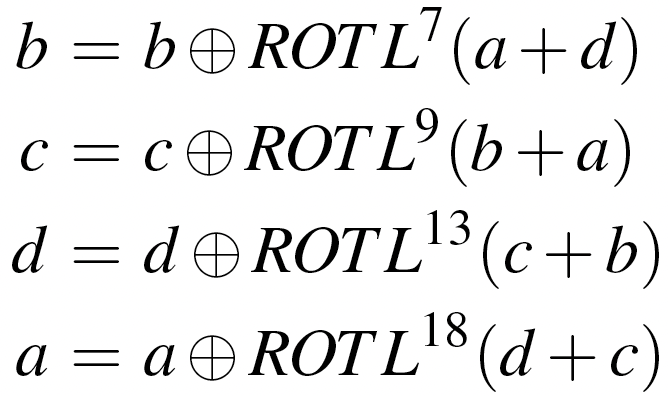 b = b ⊕ ROTL⁷(a + d)
c = c ⊕ ROTL⁹(b + a)
d = d ⊕ ROTL¹³(c + b)
a = a ⊕ ROTL¹⁸(d + c)